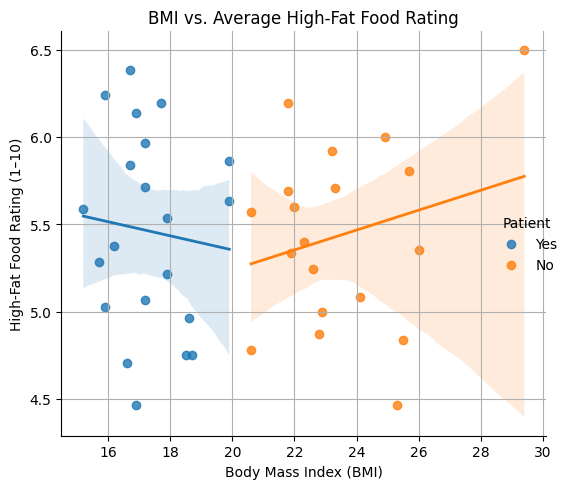 BMI vs. Average High-Fat Food Rating
High-Fat Food Rating (1–10)
6.5
6.0
5.5
5.0
4.5
Patient
Yes
No
16 18 20 22 24 26 28 30
Body Mass Index (BMI)